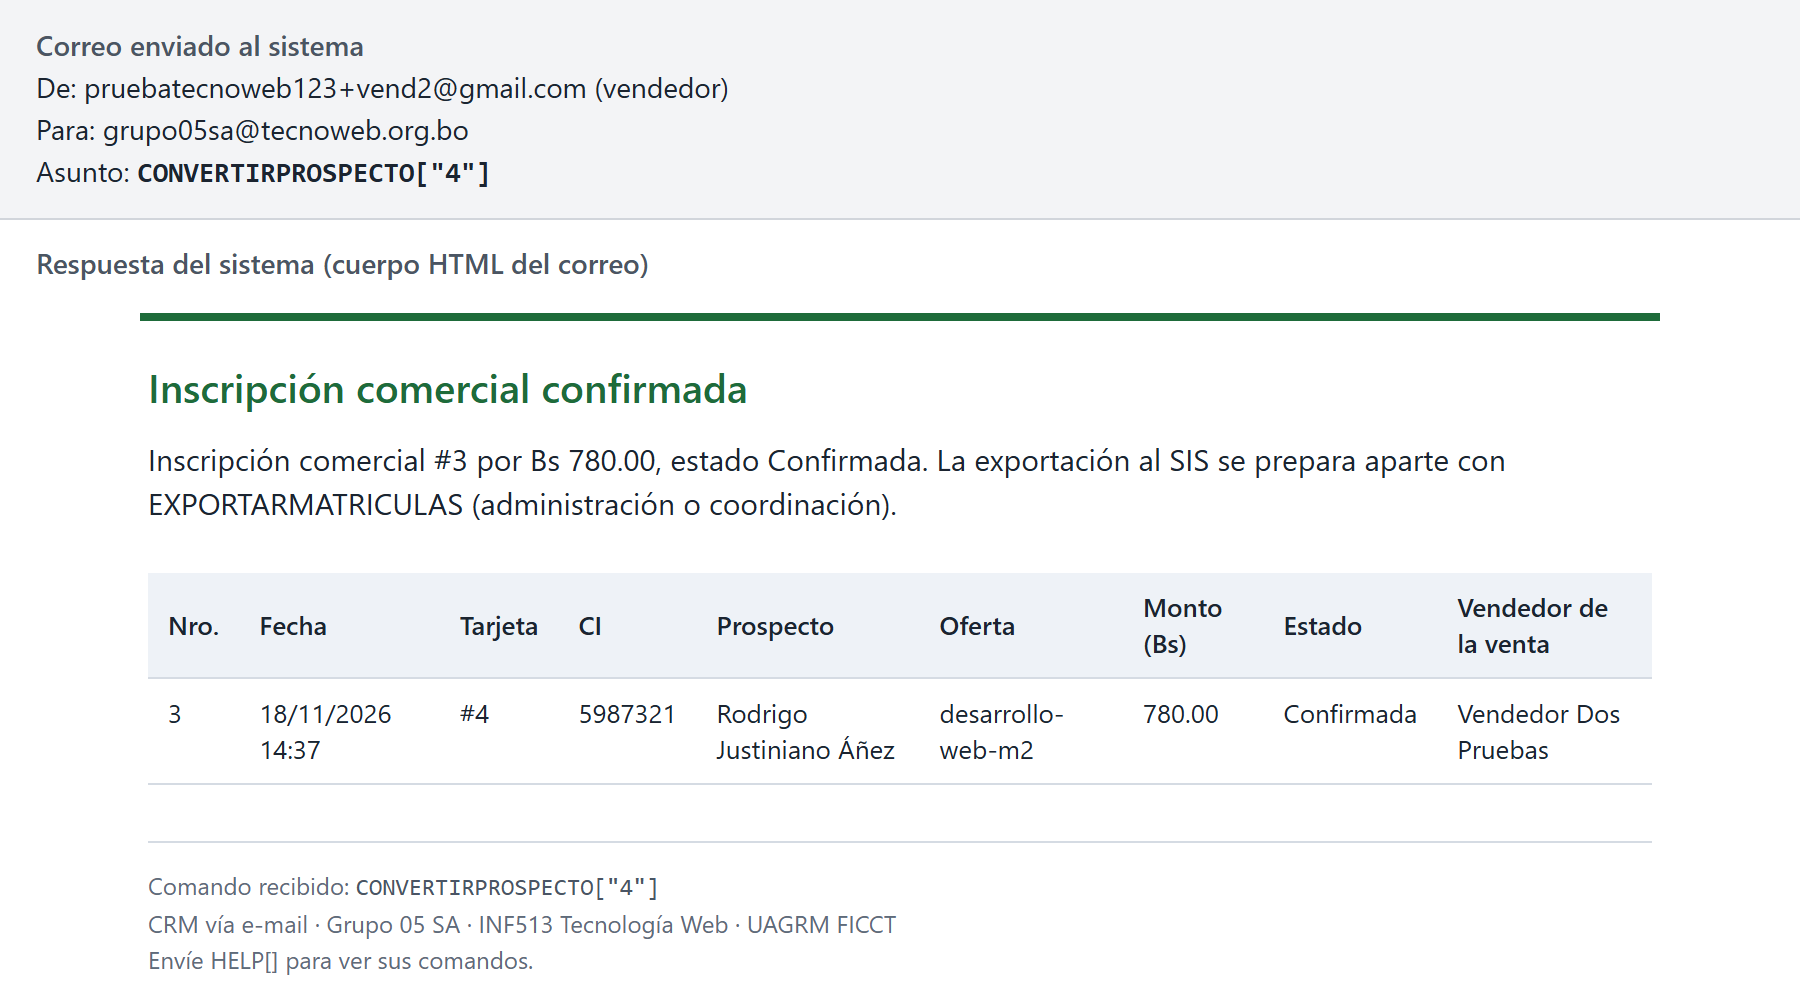 Correo enviado al sistema
De: pruebatecnoweb123+vend2@gmail.com (vendedor)
Para: grupo05sa@tecnoweb.org.bo
Asunto: CONVERTIRPROSPECTO["4"]
Respuesta del sistema (cuerpo HTML del correo)
Inscripción comercial confirmada
Inscripción comercial #3 por Bs 780.00, estado Confirmada. La exportación al SIS se prepara aparte con
EXPORTARMATRICULAS (administración o coordinación).
Nro. Fecha Tarjeta CI Prospecto Oferta Monto (Bs) Estado Vendedor de la venta
3 18/11/2026 14:37 #4 5987321 Rodrigo Justiniano Áñez desarrollo-web-m2 780.00 Confirmada Vendedor Dos Pruebas
Comando recibido: CONVERTIRPROSPECTO["4"]
CRM vía e-mail · Grupo 05 SA · INF513 Tecnología Web · UAGRM FICCT
Envíe HELP[] para ver sus comandos.